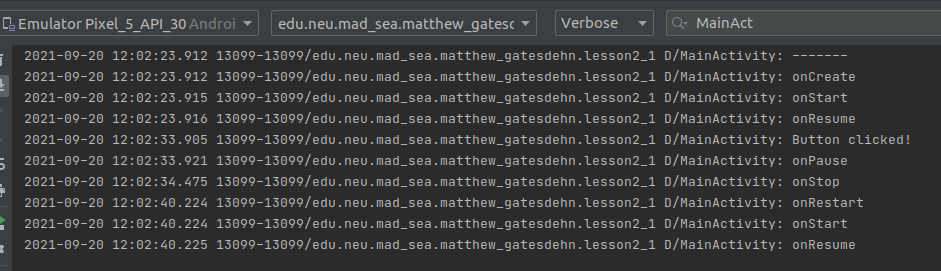 Emulator Pixel_5_API_30 Androi edu.neu.mad_sea.matthew_gatesc Verbose MainAct
2021-09-20 12:02:23.912 13099-13099/edu.neu.mad_sea.matthew_gatesdehn.lesson2_1 D/MainActivity: -------
2021-09-20 12:02:23.912 13099-13099/edu.neu.mad_sea.matthew_gatesdehn.lesson2_1 D/MainActivity: onCreate
2021-09-20 12:02:23.915 13099-13099/edu.neu.mad_sea.matthew_gatesdehn.lesson2_1 D/MainActivity: onStart
2021-09-20 12:02:23.916 13099-13099/edu.neu.mad_sea.matthew_gatesdehn.lesson2_1 D/MainActivity: onResume
2021-09-20 12:02:33.905 13099-13099/edu.neu.mad_sea.matthew_gatesdehn.lesson2_1 D/MainActivity: Button clicked!
2021-09-20 12:02:33.921 13099-13099/edu.neu.mad_sea.matthew_gatesdehn.lesson2_1 D/MainActivity: onPause
2021-09-20 12:02:34.475 13099-13099/edu.neu.mad_sea.matthew_gatesdehn.lesson2_1 D/MainActivity: onStop
2021-09-20 12:02:40.224 13099-13099/edu.neu.mad_sea.matthew_gatesdehn.lesson2_1 D/MainActivity: onRestart
2021-09-20 12:02:40.224 13099-13099/edu.neu.mad_sea.matthew_gatesdehn.lesson2_1 D/MainActivity: onStart
2021-09-20 12:02:40.225 13099-13099/edu.neu.mad_sea.matthew_gatesdehn.lesson2_1 D/MainActivity: onResume